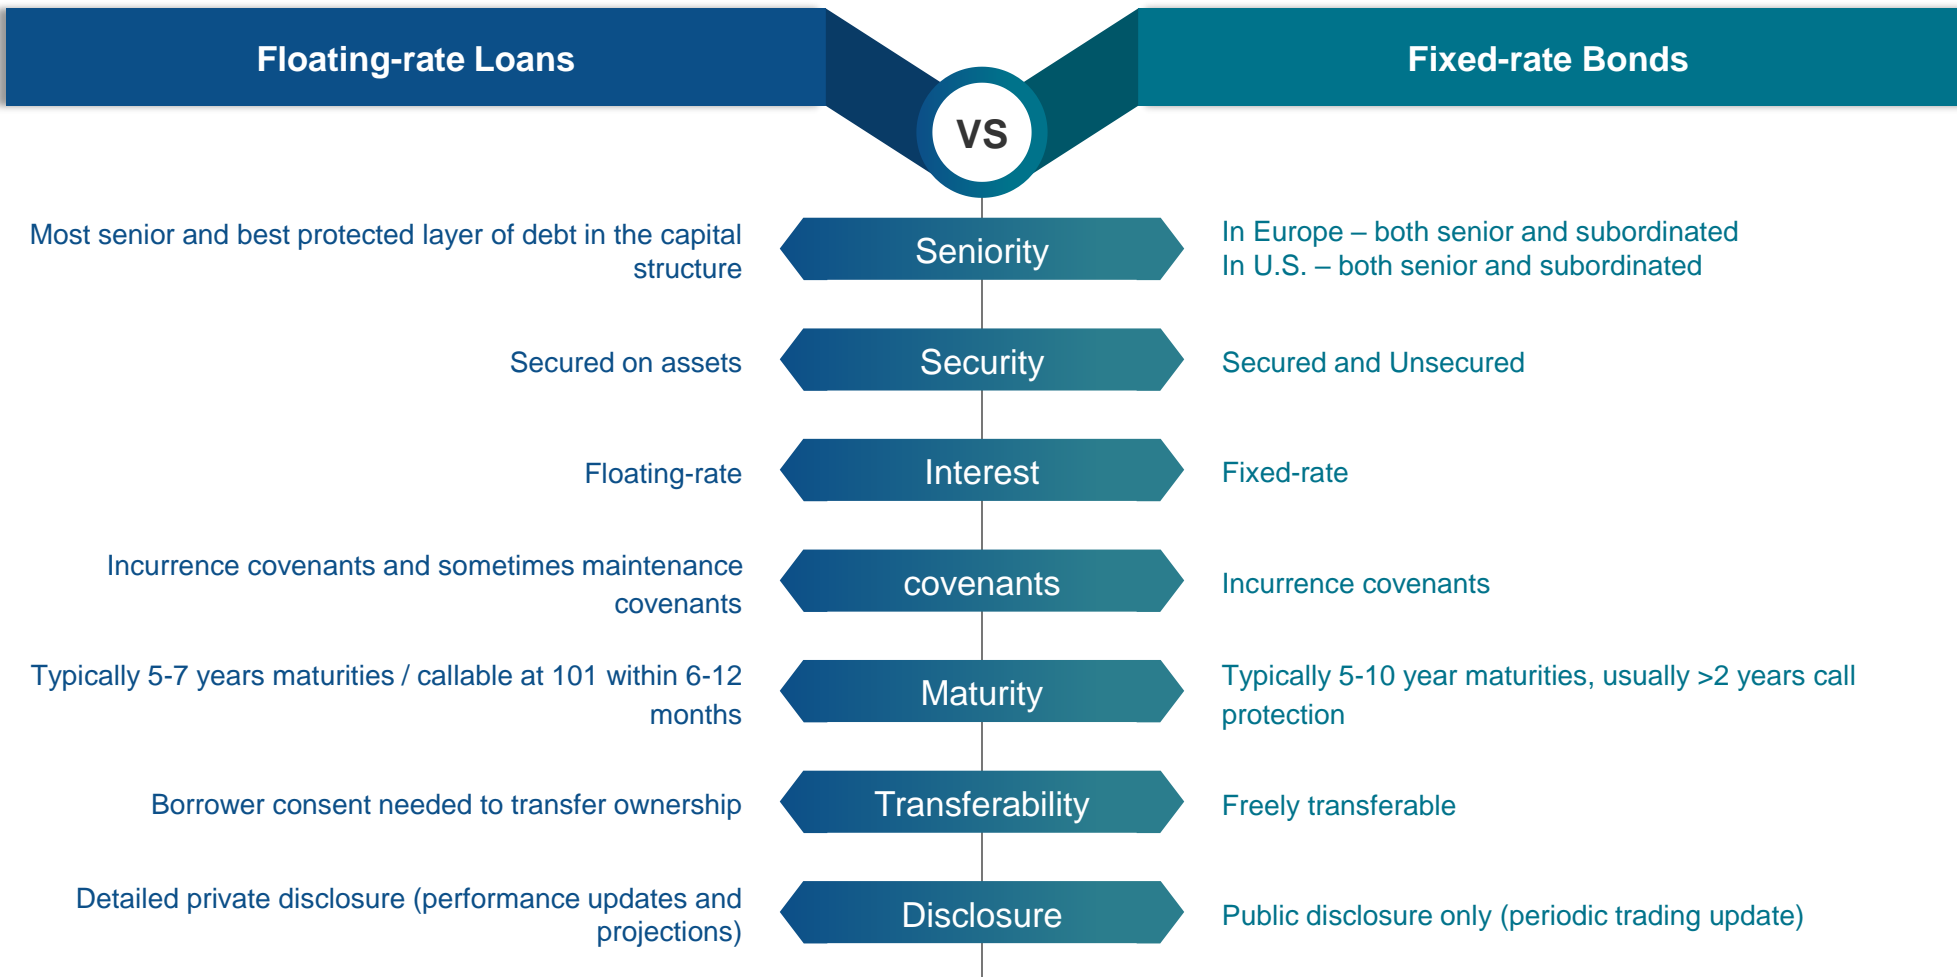 Floating-rate Loans
VS
Fixed-rate Bonds
Most senior and best protected layer of debt in the capital
structure
Seniority
In Europe – both senior and subordinated
In U.S. – both senior and subordinated
Secured on assets
Security
Secured and Unsecured
Floating-rate
Interest
Fixed-rate
Incurrence covenants and sometimes maintenance
covenants
covenants
Incurrence covenants
Typically 5-7 years maturities / callable at 101 within 6-12
months
Maturity
Typically 5-10 year maturities, usually >2 years call
protection
Borrower consent needed to transfer ownership
Transferability
Freely transferable
Detailed private disclosure (performance updates and
projections)
Disclosure
Public disclosure only (periodic trading update)